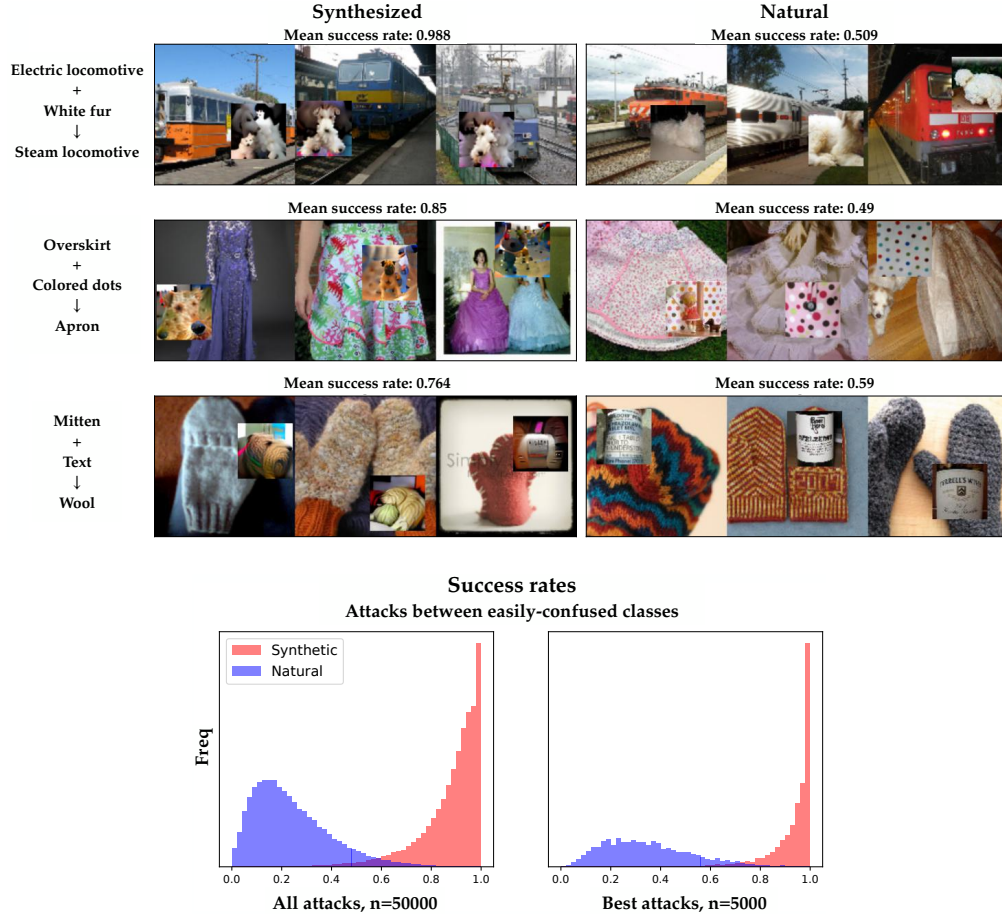 Synthesized
Natural
Mean success rate: 0.988
Mean success rate: 0.509
Electric locomotive
+
White fur
↓
Steam locomotive
Mean success rate: 0.85
Mean success rate: 0.49
Overskirt
+
Colored dots
↓
Apron
Mean success rate: 0.764
Mean success rate: 0.59
Mitten
+
Text
↓
Wool
Success rates
Attacks between easily-confused classes
Synthetic
Natural
Freq
0.0 0.2 0.4 0.6 0.8 1.0
0.0 0.2 0.4 0.6 0.8 1.0
All attacks, n=50000
Best attacks, n=5000